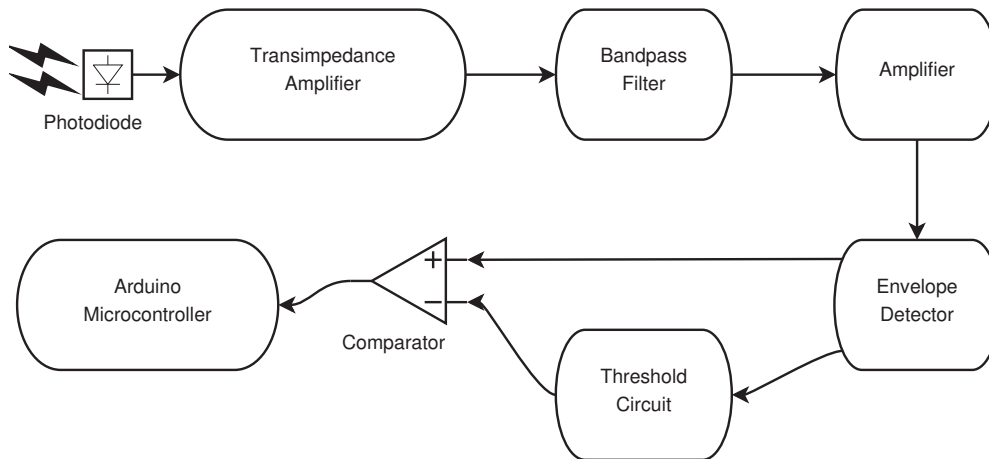 Transimpedance
Amplifier
Bandpass
Filter
Amplifier
Photodiode
Arduino
Microcontroller
+
−
Comparator
Envelope
Detector
Threshold
Circuit